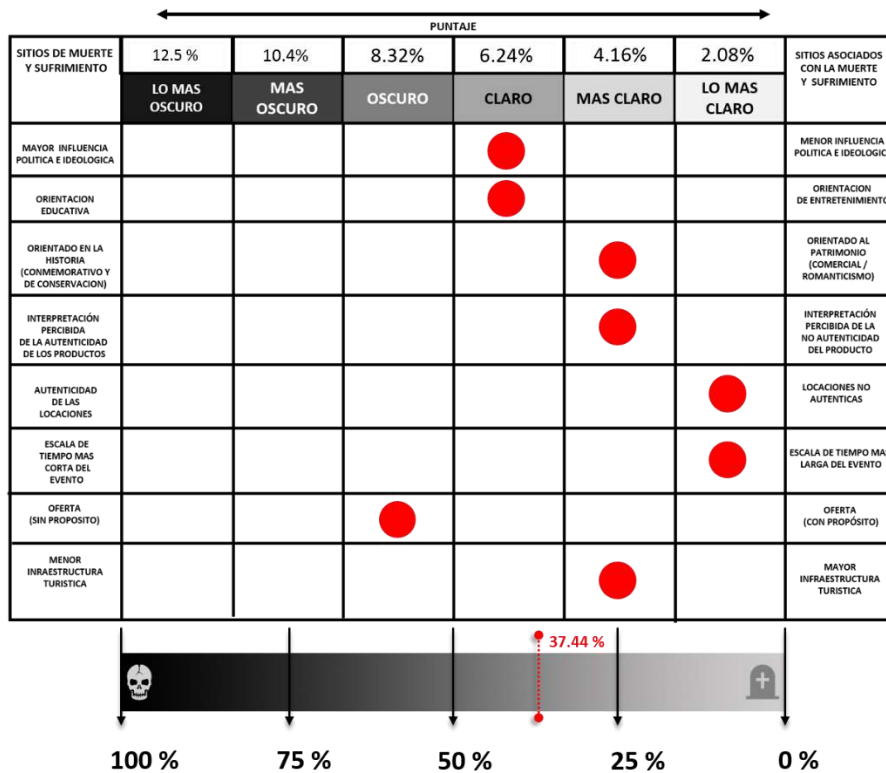 PUNTAJE
SITIOS DE MUERTE
Y SUFRIMIENTO
12.5 %
10.4%
8.32%
6.24%
4.16%
2.08%
SITIOS ASOCIADOS
CON LA MUERTE
Y SUFRIMIENTO
LO MAS
OSCURO
MAS
OSCURO
OSCURO
CLARO
MAS CLARO
LO MAS
CLARO
MAYOR INFLUENCIA
POLITICA E IDEOLOGICA
MENOR INFLUENCIA
POLITICA E IDEOLOGIC
ORIENTACION
EDUCATIVA
ORIENTACION
DE ENTRETENIMIENTO
ORIENTADO EN LA
HISTORIA
(CONMEMORATIVO Y
DE CONSERVACION)
ORIENTADO AL
PATRIMONIO
(COMERCIAL /
ROMANTICISMO)
INTERPRETACIÓN
PERCIBIDA
DE LA AUTENTICIDAD
DE LOS PRODUCTOS
INTERPRETACIÓN
PERCIBIDA DE LA
NO AUTENTICIDAD
DEL PRODUCTO
AUTENTICIDAD
DE LAS
LOCACIONES
LOCACIONES NO
AUTENTICAS
ESCALA DE
TIEMPO MAS
CORTA DEL
EVENTO
ESCALA DE TIEMPO MAS
LARGA DEL EVENTO
OFERTA
(SIN PROPOSITO)
OFERTA
(CON PROPÓSITO)
MENOR
INRAESTRUCTURA
TURISTICA
MAYOR
INFRAESTRUCTURA
TURISTICA
37.44 %
100 %
75 %
50 %
25 %
0 %